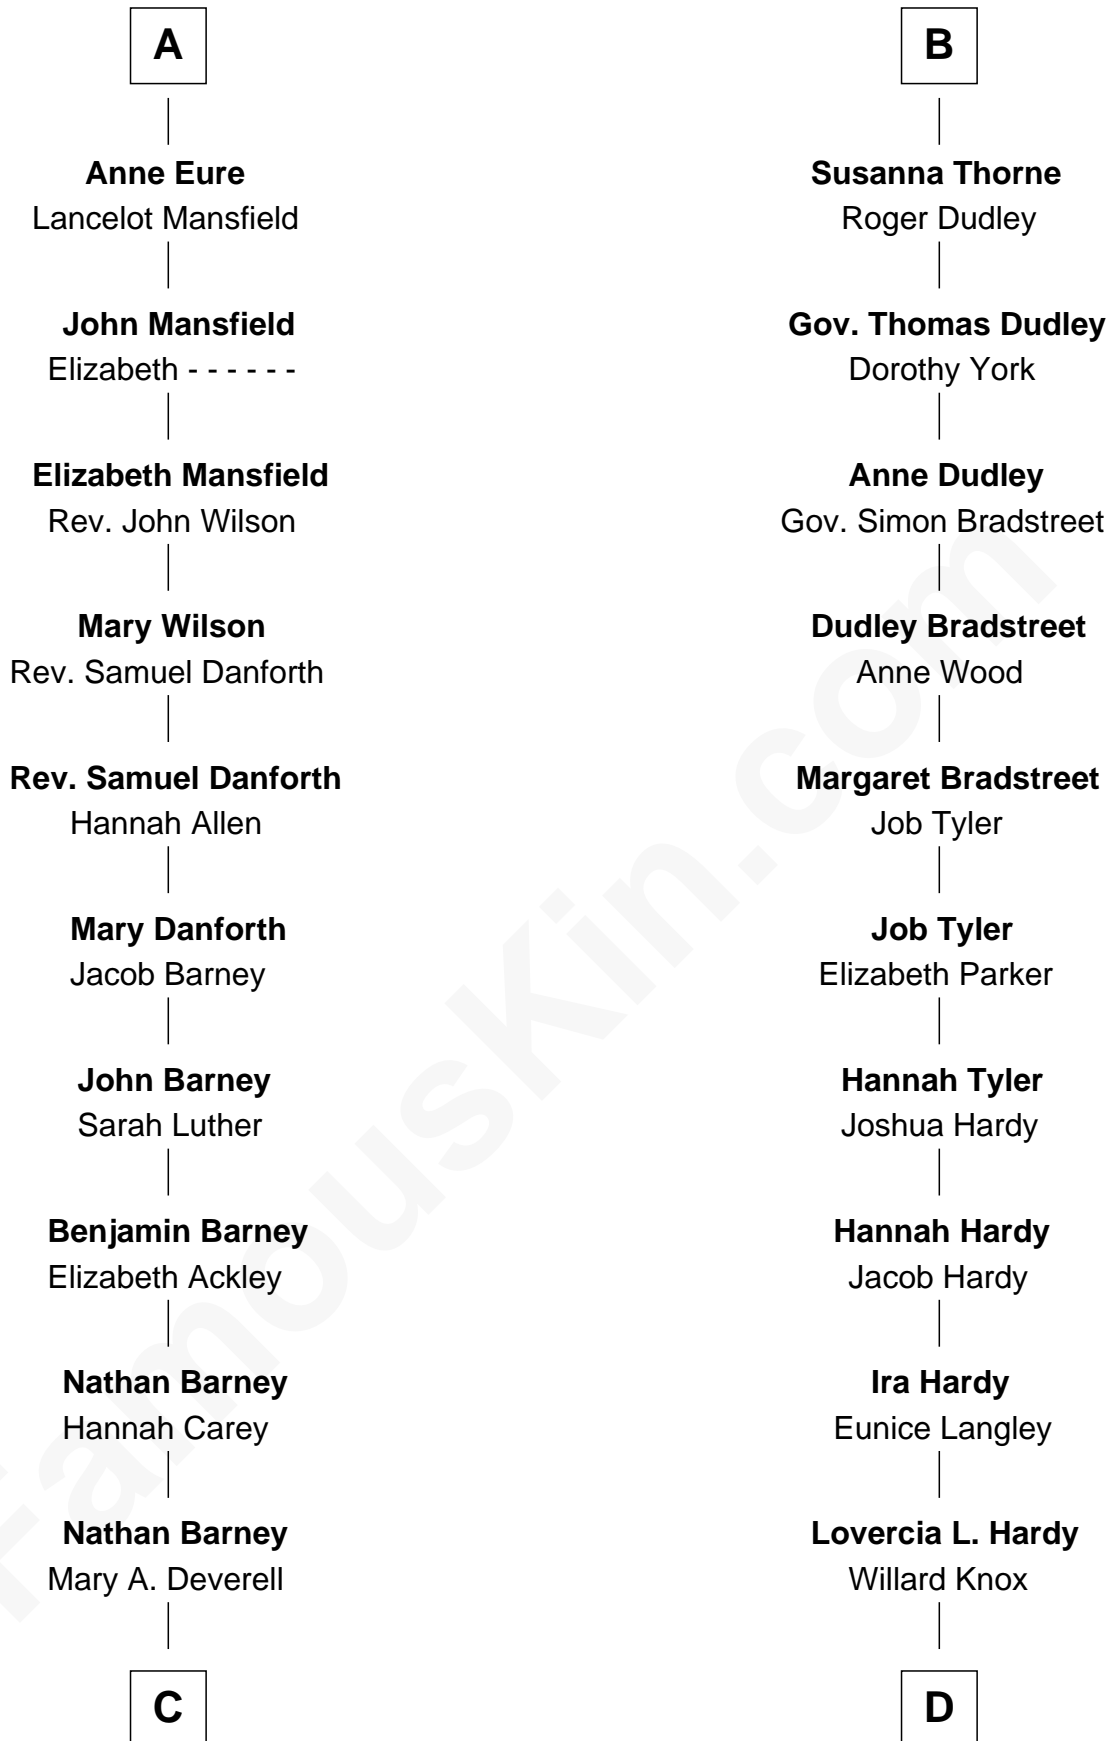 A
Anne Eure
Lancelot Mansfield
John Mansfield
Elizabeth - - - - - -
Elizabeth Mansfield
Rev. John Wilson
Mary Wilson
Rev. Samuel Danforth
Rev. Samuel Danforth
Hannah Allen
Mary Danforth
Jacob Barney
John Barney
Sarah Luther
Benjamin Barney
Elizabeth Ackley
Nathan Barney
Hannah Carey
Nathan Barney
Mary A. Deverell
C
B
Susanna Thorne
Roger Dudley
Gov. Thomas Dudley
Dorothy York
Anne Dudley
Gov. Simon Bradstreet
Dudley Bradstreet
Anne Wood
Margaret Bradstreet
Job Tyler
Job Tyler
Elizabeth Parker
Hannah Tyler
Joshua Hardy
Hannah Hardy
Jacob Hardy
Ira Hardy
Eunice Langley
Lovercia L. Hardy
Willard Knox
D
FamousKin.com